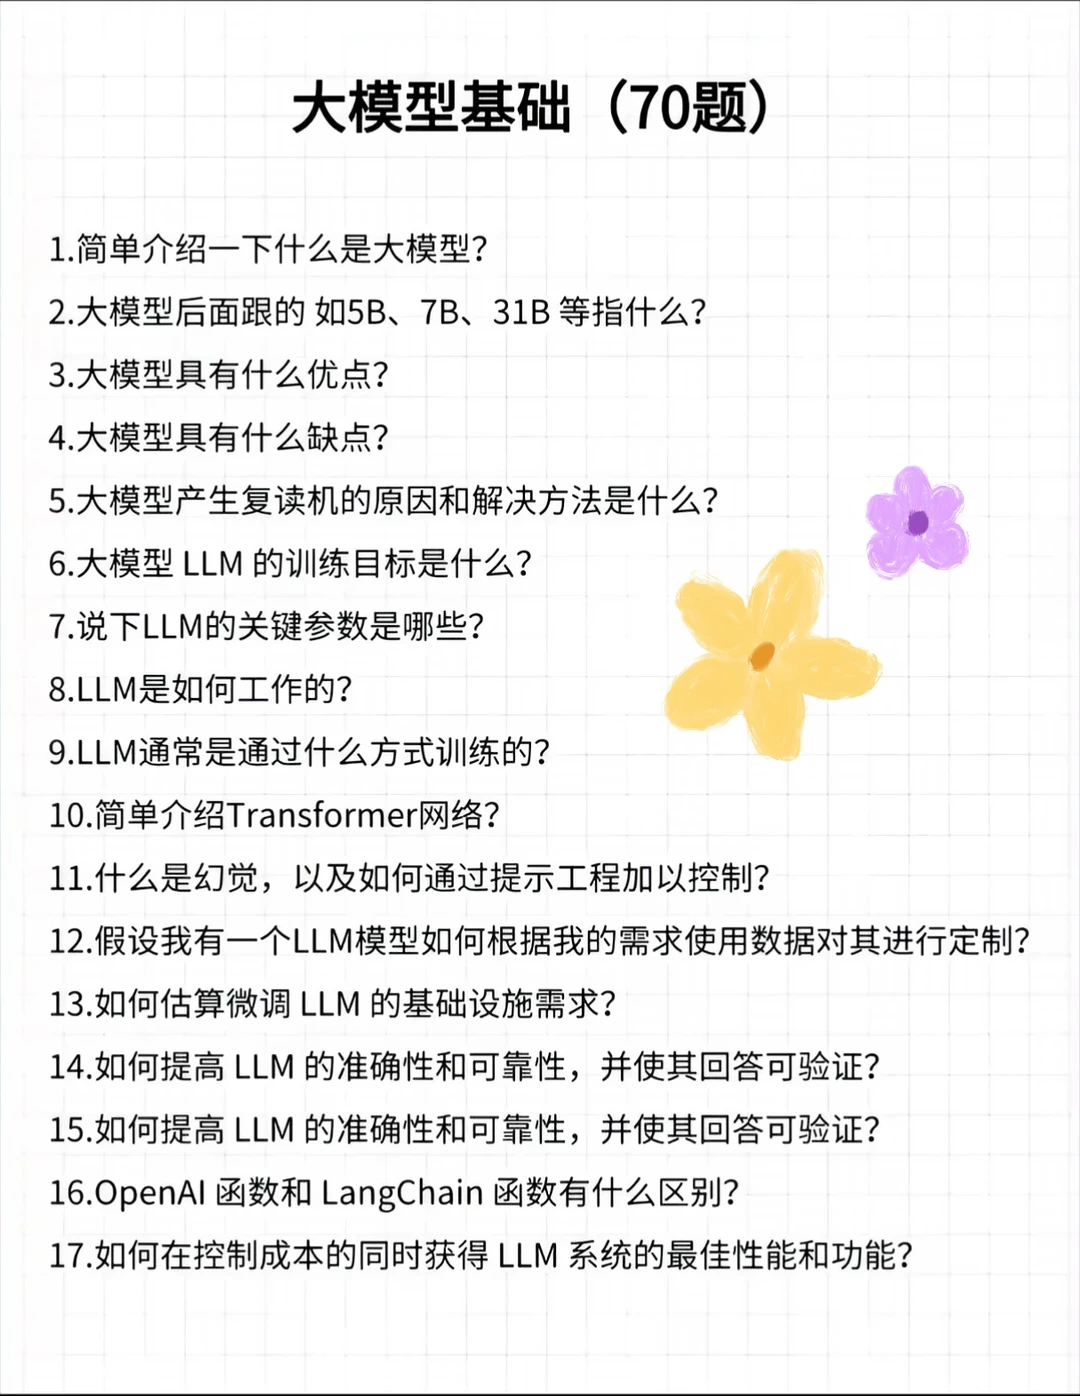 大模型基础（70题）
1.简单介绍一下什么是大模型？
2.大模型后面跟的 如5B、7B、31B 等指什么？
3.大模型具有什么优点？
4.大模型具有什么缺点？
5.大模型产生复读机的原因和解决方法是什么？
6.大模型 LLM 的训练目标是什么？
7.说下LLM的关键参数是哪些？
8.LLM是如何工作的？
9.LLM通常是通过什么方式训练的？
10.简单介绍Transformer网络？
11.什么是幻觉，以及如何通过提示工程加以控制？
12.假设我有一个LLM模型如何根据我的需求使用数据对其进行定制？
13.如何估算微调 LLM 的基础设施需求？
14.如何提高 LLM 的准确性和可靠性，并使其回答可验证？
15.如何提高 LLM 的准确性和可靠性，并使其回答可验证？
16.OpenAI 函数和 LangChain 函数有什么区别？
17.如何在控制成本的同时获得 LLM 系统的最佳性能和功能？